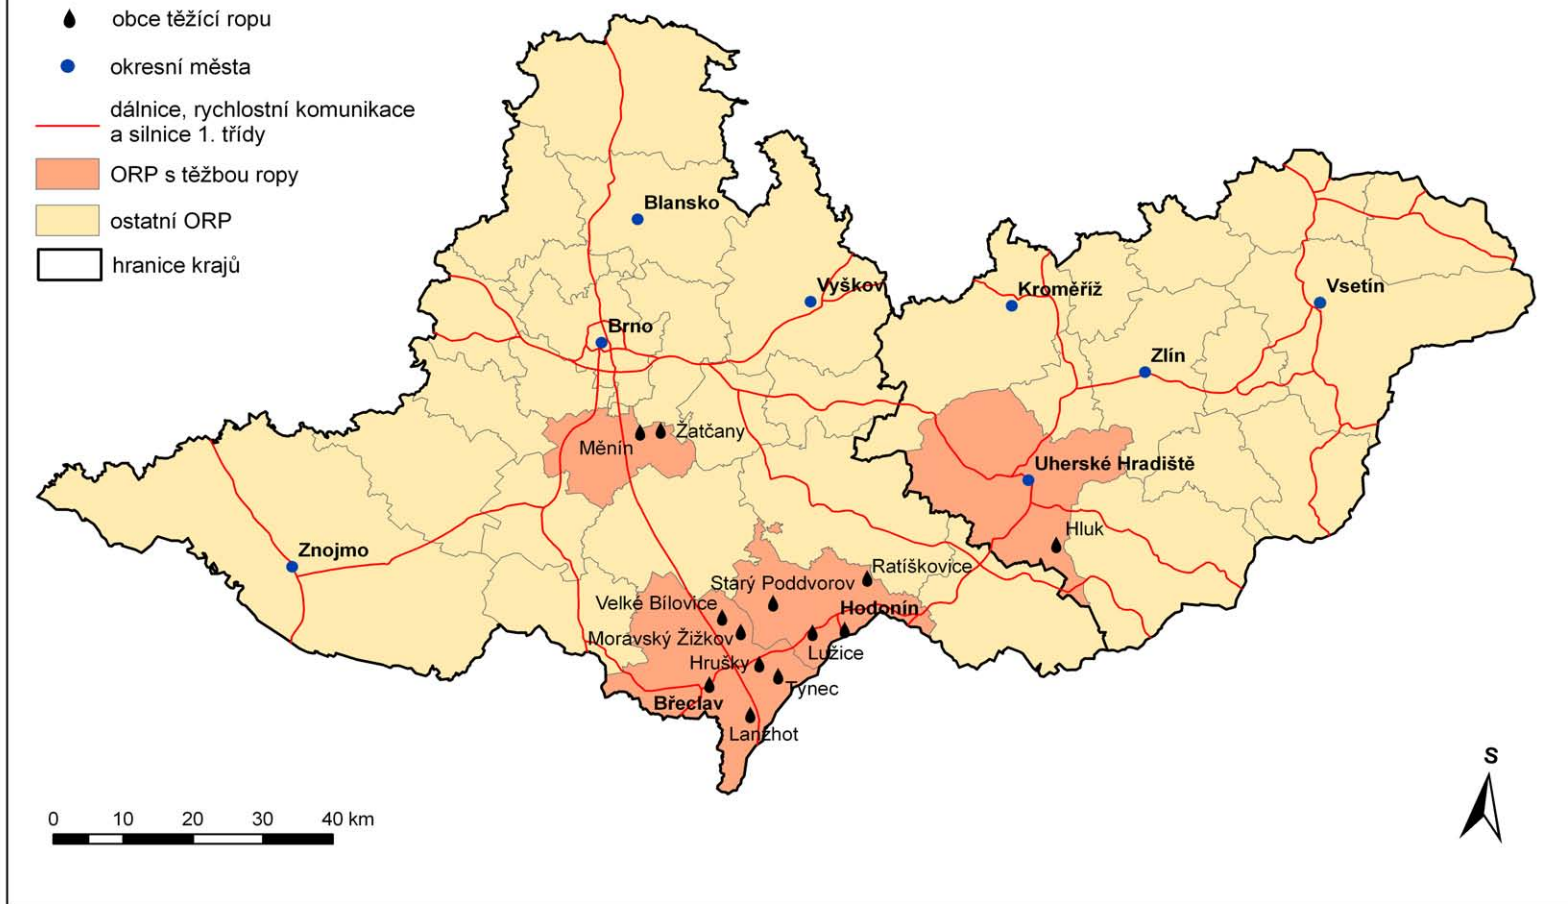 obce těžící ropu
okresní města
dálnice, rychlostní komunikace
a silnice 1. třídy
ORP s těžbou ropy
ostatní ORP
hranice krajů
Blansko
Vyškov
Kroměříž
Vsetín
Brno
Zlín
Žatčany
Měnín
Uherské Hradiště
Hluk
Znojmo
Ratíškovice
Starý Poddvorov
Velké Bílovice
Hodonín
Moravský Žižkov
Lužice
Hrušky
Týnec
Břeclav
Lanžhot
S
0 10 20 30 40 km